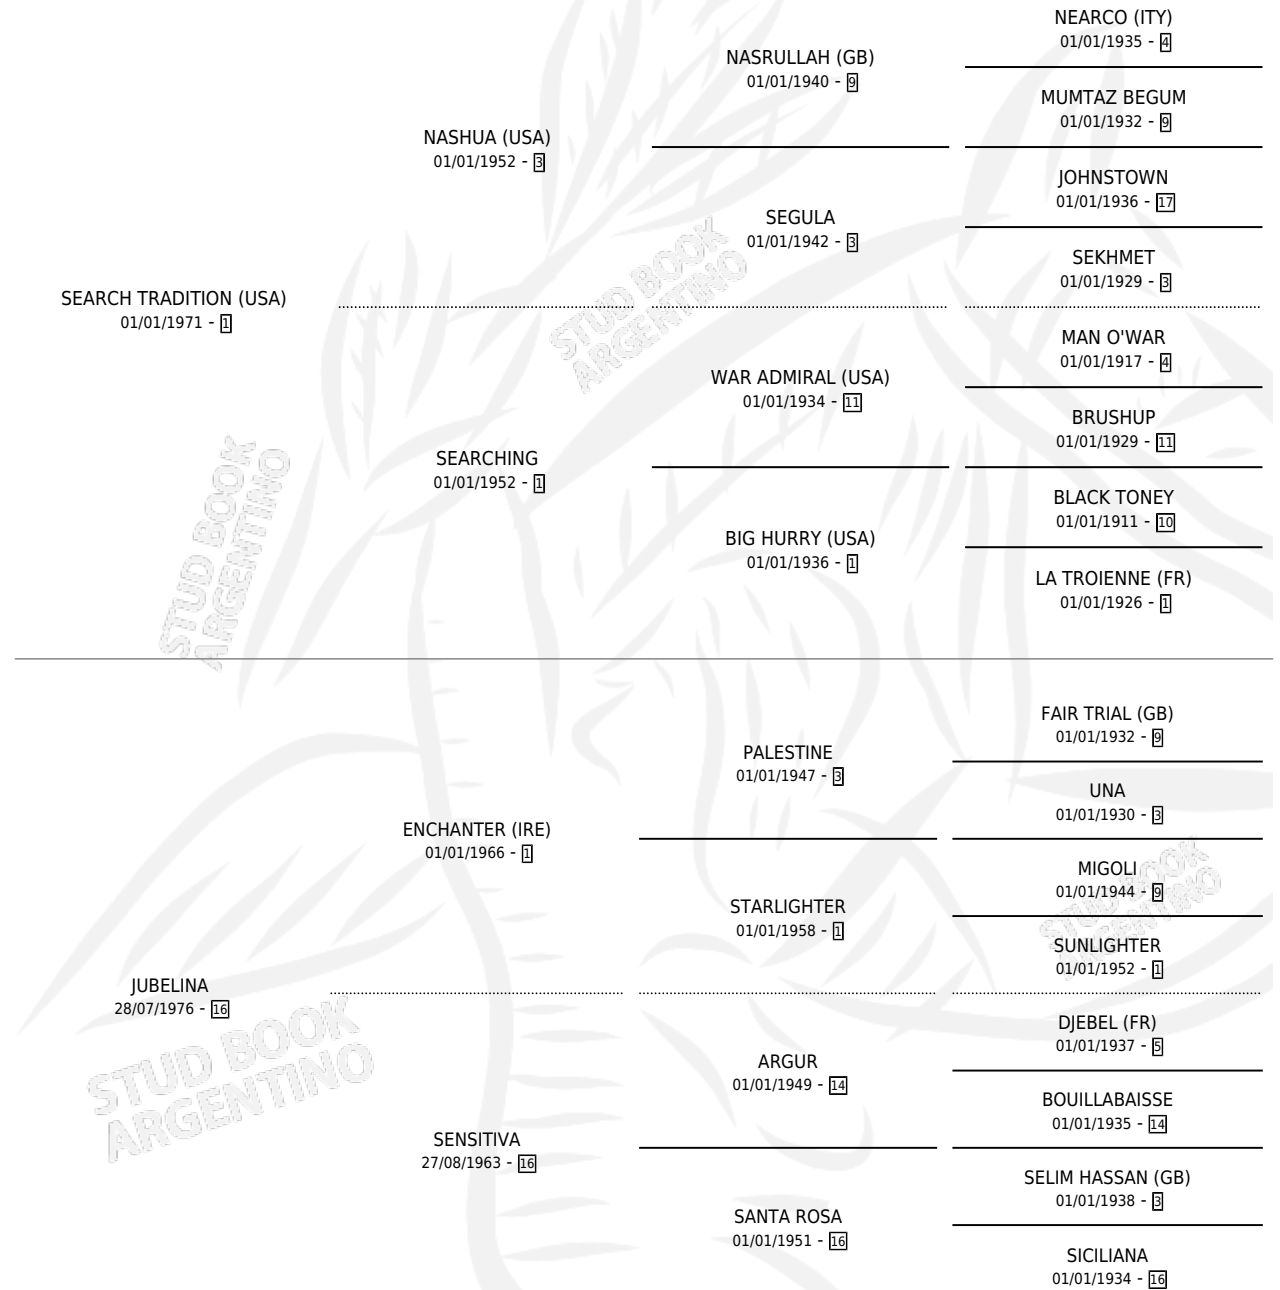 NEARCO (ITY)
01/01/1935 - 4
NASRULLAH (GB)
01/01/1940 - 9
MUMTAZ BEGUM
01/01/1932 - 9
NASHUA (USA)
01/01/1952 - 3
JOHNSTOWN
01/01/1936 - 17
SEGULA
01/01/1942 - 3
SEKHMET
01/01/1929 - 3
SEARCH TRADITION (USA)
01/01/1971 - 1
STUD BOOK
ARGENTINO
MAN O'WAR
01/01/1917 - 4
WAR ADMIRAL (USA)
01/01/1934 - 11
BRUSHUP
01/01/1929 - 11
SEARCHING
01/01/1952 - 1
BLACK TONEY
01/01/1911 - 10
BIG HURRY (USA)
01/01/1936 - 1
LA TROIENNE (FR)
01/01/1926 - 1
STUD BOOK
ARGENTINO
FAIR TRIAL (GB)
01/01/1932 - 9
PALESTINE
01/01/1947 - 3
UNA
01/01/1930 - 3
ENCHANTER (IRE)
01/01/1966 - 1
MIGOLI
01/01/1944 - 9
STARLIGHTER
01/01/1958 - 1
STUD BOOK
ARGENTINO
SUNLIGHTER
01/01/1952 - 1
JUBELINA
28/07/1976 - 16
DJEBEL (FR)
01/01/1937 - 5
ARGUR
01/01/1949 - 14
STUD BOOK
ARGENTINO
BOUILLABAISSE
01/01/1935 - 14
SENSITIVA
27/08/1963 - 16
SELIM HASSAN (GB)
01/01/1938 - 3
SANTA ROSA
01/01/1951 - 16
SICILIANA
01/01/1934 - 16